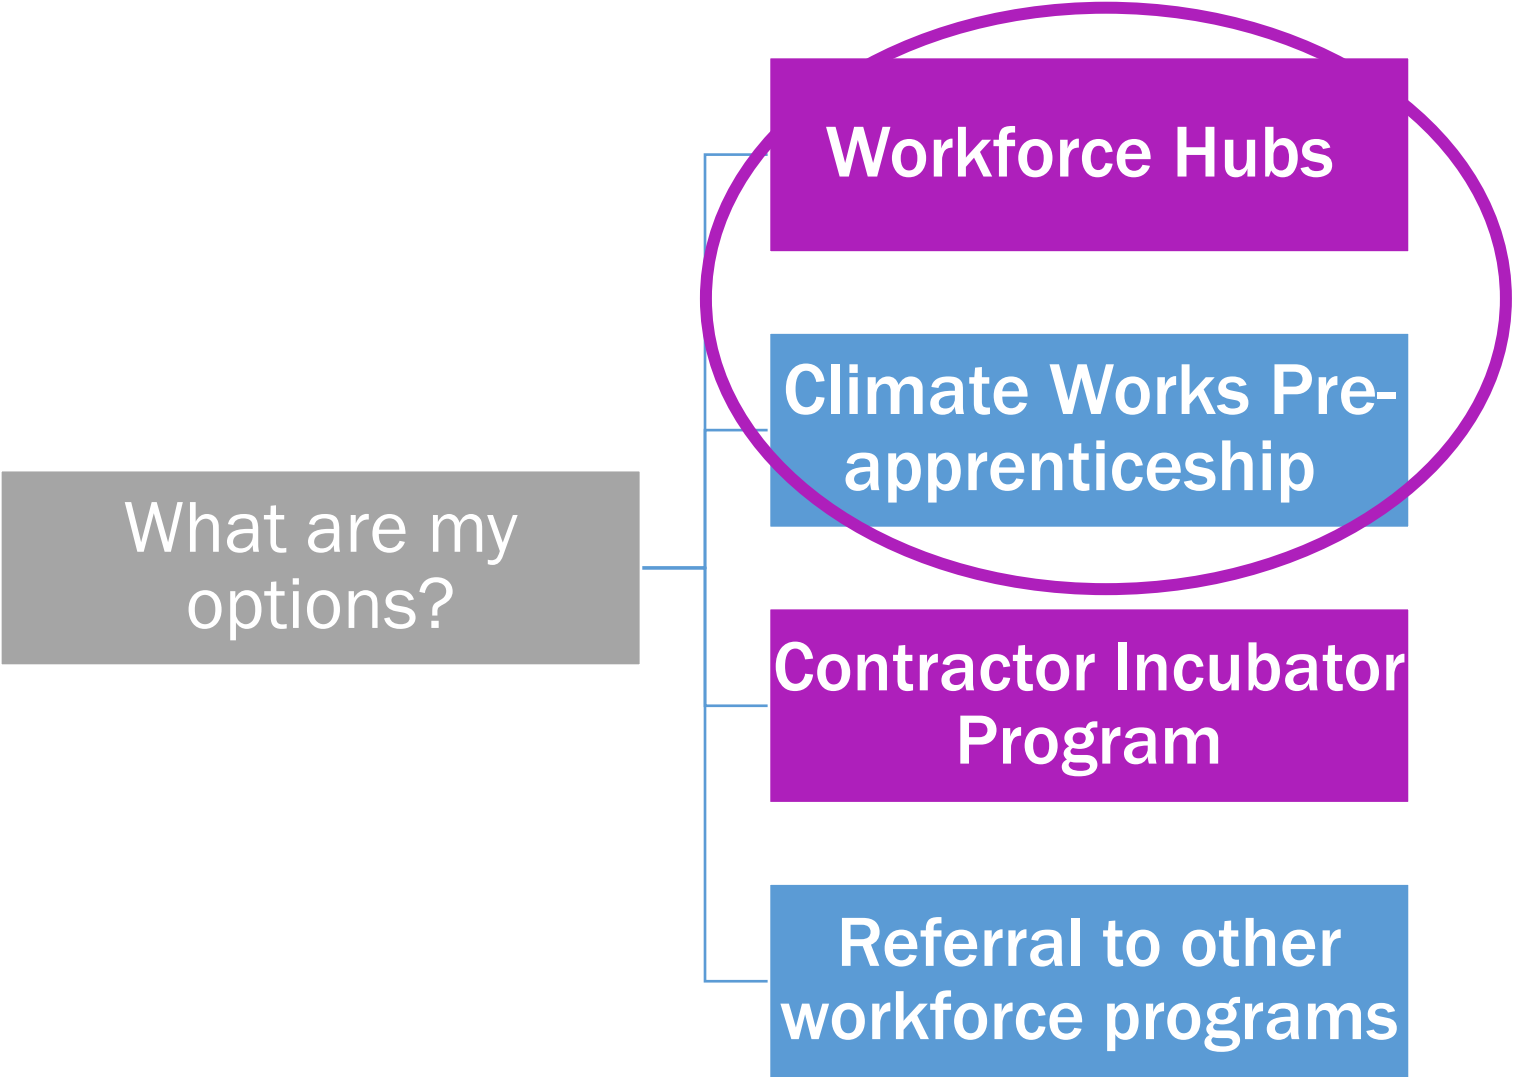 What are my
options?
Workforce Hubs
Climate Works Pre-
apprenticeship
Contractor Incubator
Program
Referral to other
workforce programs